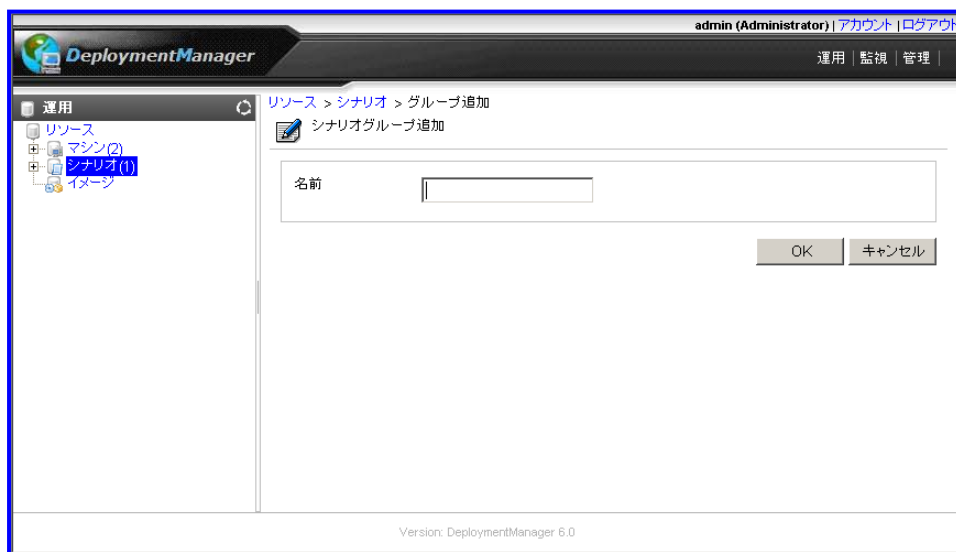 admin (Administrator) | アカウント | ログアウト
DeploymentManager
運用 | 監視 | 管理 |
運用
リソース
マシン(2)
シナリオ(1)
イメージ
リソース > シナリオ > グループ追加
シナリオグループ追加
名前
OK キャンセル
Version: DeploymentManager 6.0